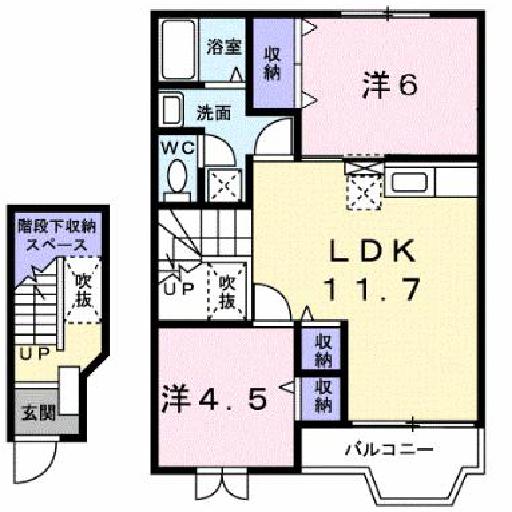 浴室
収納
洋6
洗面
WC
階段下収納
スペース
吹抜
UP
玄関
UP
吹抜
LDK
11.7
収納
収納
洋4.5
バルコニー